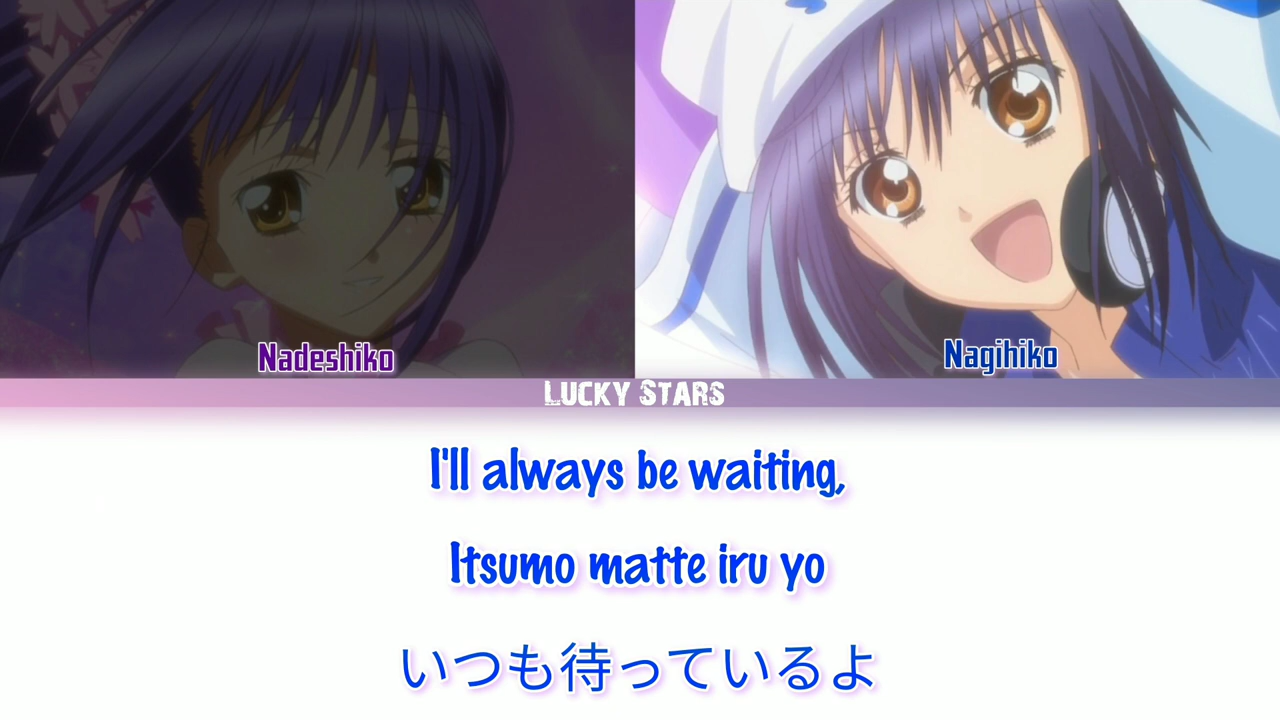 Nadeshiko
Nagihiko
LUCKY STARS
I'll always be waiting,
Itsumo matte iru yo
いつも待っているよ